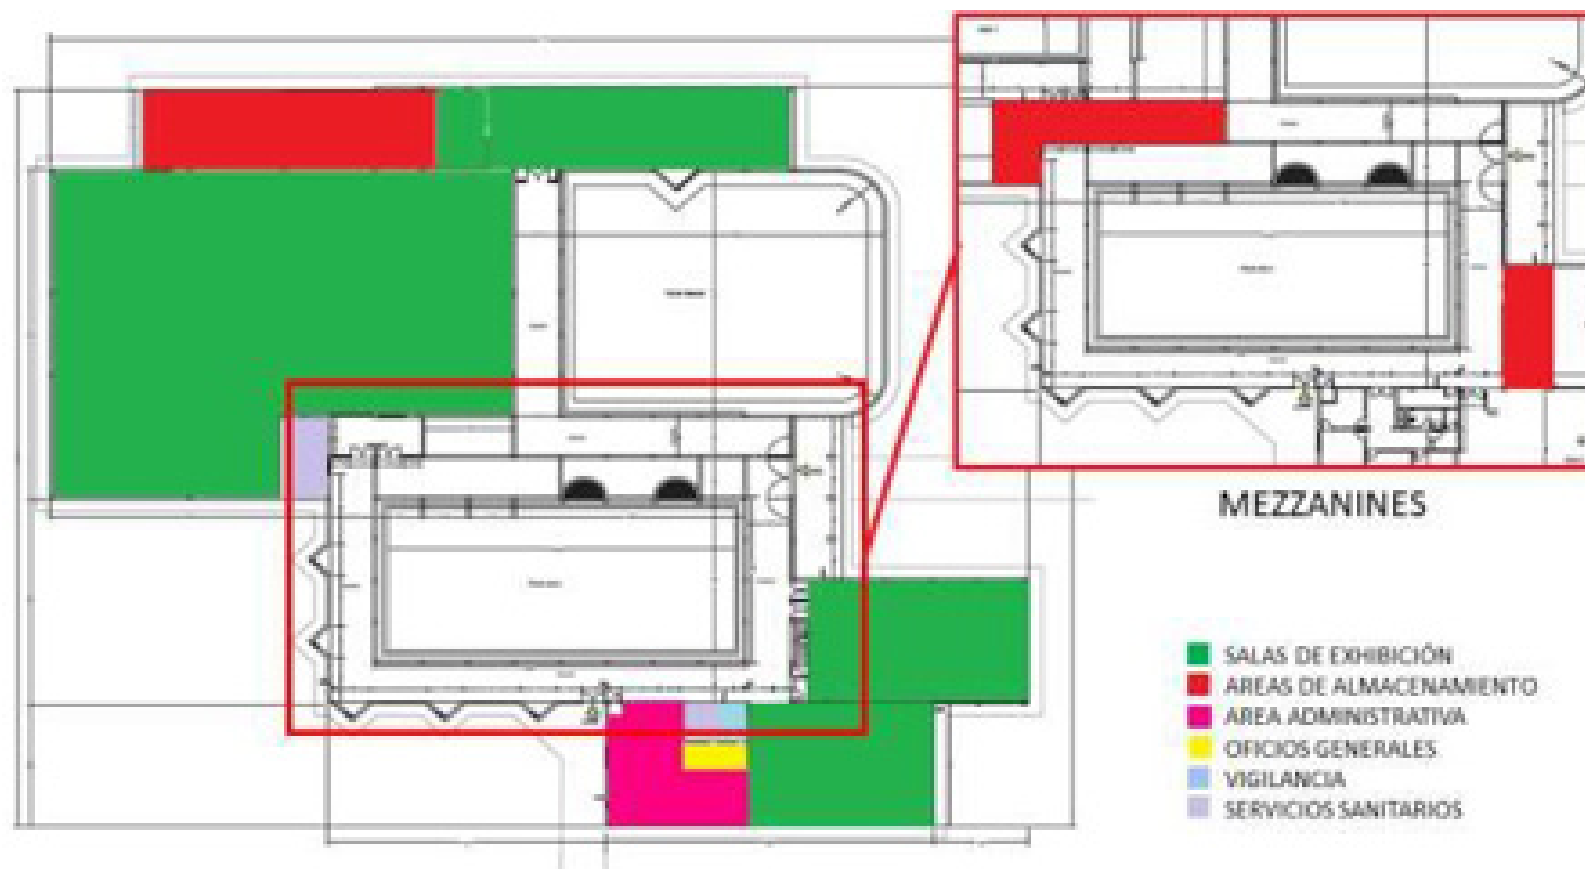 MEZZANINES
SALAS DE EXHIBICIÓN
AREAS DE ALMACENAMIENTO
AREA ADMINISTRATIVA
OFICIOS GENERALES
VIGILANCIA
SERVICIOS SANITARIOS